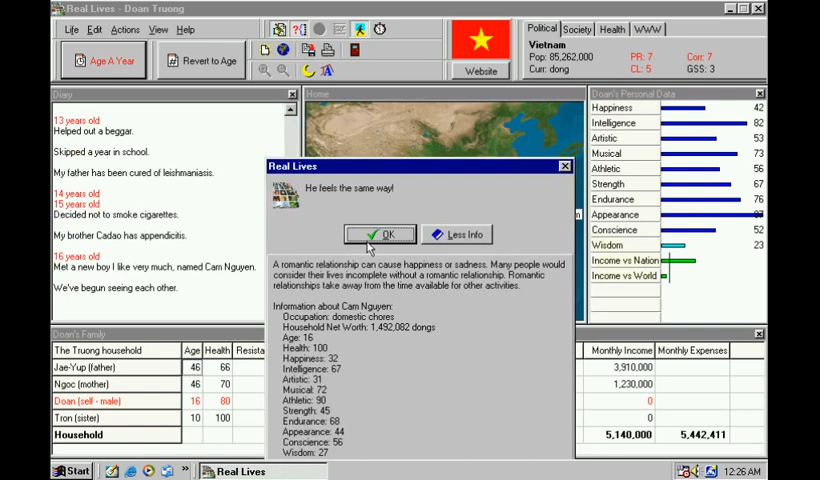 Real Lives - Doan Truong
Life Edit Actions View Help
Age A Year
Revert to Age
Website
Political Society Health WWW
Vietnam
Pop: 85,262,000 PR: 7 Corr: 7
Curr: dong CL: 5 GSS: 3
Diary
13 years old
Helped out a beggar.
Skipped a year in school.
My father has been cured of leishmaniasis.
14 years old
15 years old
Decided not to smoke cigarettes.
My brother Cadao has appendicitis.
16 years old
Met a new boy I like very much, named Cam Nguyen.
We've begun seeing each other.
Home
Real Lives
He feels the same way!
OK
Less Info
A romantic relationship can cause happiness or sadness. Many people would
consider their lives incomplete without a romantic relationship. Romantic
relationships take away from the time available for other activities.
Information about Cam Nguyen:
Occupation: domestic chores
Household Net Worth: 1,492,082 dongs
Age: 16
Health: 100
Happiness: 32
Intelligence: 67
Artistic: 31
Musical: 72
Athletic: 90
Strength: 45
Endurance: 68
Appearance: 44
Conscience: 56
Wisdom: 27
Doan's Personal Data
Happiness 42
Intelligence 82
Artistic 53
Musical 73
Athletic 56
Strength 67
Endurance 76
Appearance
Conscience 52
Wisdom 23
Income vs Nation
Income vs World
Doan's Family
The Truong household Age Health Resista
Jae-Yup (father) 46 66
Ngoc (mother) 46 70
Doan (self - male) 16 80
Tron (sister) 10 100
Household
Monthly Income Monthly Expenses
3,910,000
1,230,000
0
0
5,140,000 5,442,411
Start
Real Lives
12:26 AM